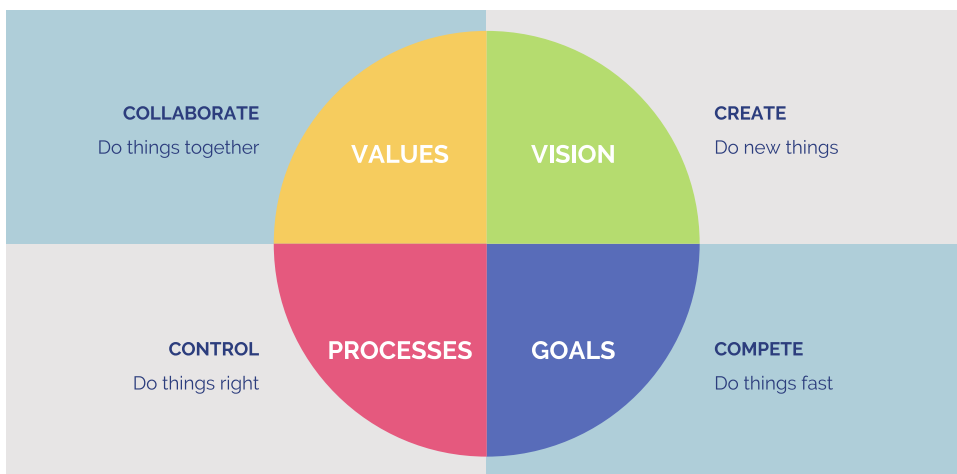 COLLABORATE
Do things together
VALUES
VISION
CREATE
Do new things
CONTROL
Do things right
PROCESSES
GOALS
COMPETE
Do things fast